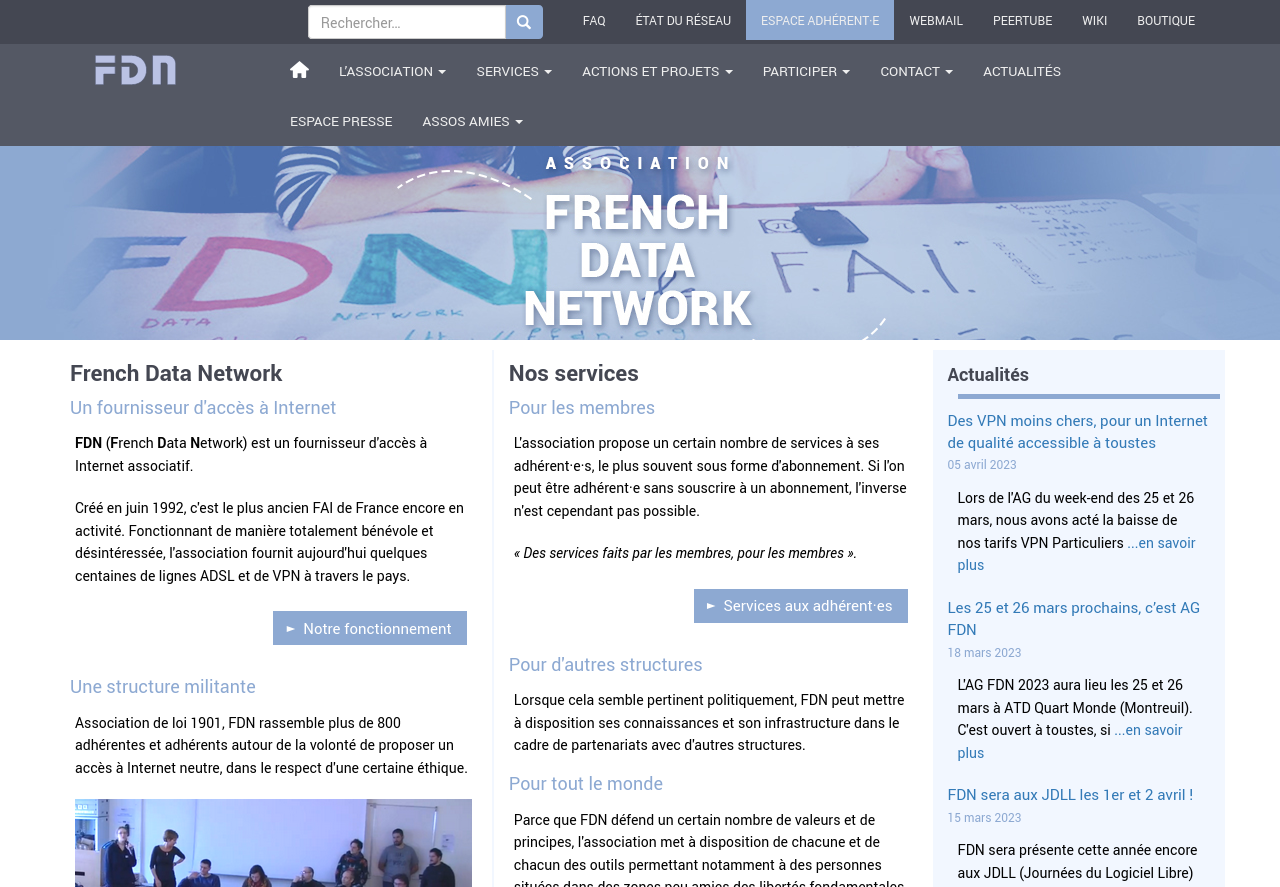 Rechercher...
FAQ
ÉTAT DU RÉSEAU
ESPACE ADHÉRENT·E
WEBMAIL
PEERTUBE
WIKI
BOUTIQUE
FDN
L'ASSOCIATION
SERVICES
ACTIONS ET PROJETS
PARTICIPER
CONTACT
ACTUALITÉS
ESPACE PRESSE
ASSOS AMIES
ASSOCIATION
FRENCH
DATA
NETWORK
FDN
& F.A.I.
DATA
NETWORK
French Data Network
Un fournisseur d'accès à Internet
FDN (French Data Network) est un fournisseur d'accès à
Internet associatif.
Créé en juin 1992, c'est le plus ancien FAI de France encore en
activité. Fonctionnant de manière totalement bénévole et
désintéressée, l'association fournit aujourd'hui quelques
centaines de lignes ADSL et de VPN à travers le pays.
► Notre fonctionnement
Une structure militante
Association de loi 1901, FDN rassemble plus de 800
adhérentes et adhérents autour de la volonté de proposer un
accès à Internet neutre, dans le respect d'une certaine éthique.
Nos services
Pour les membres
L'association propose un certain nombre de services à ses
adhérent·e·s, le plus souvent sous forme d'abonnement. Si l'on
peut être adhérent·e sans souscrire à un abonnement, l'inverse
n'est cependant pas possible.
« Des services faits par les membres, pour les membres ».
► Services aux adhérent·es
Pour d'autres structures
Lorsque cela semble pertinent politiquement, FDN peut mettre
à disposition ses connaissances et son infrastructure dans le
cadre de partenariats avec d'autres structures.
Pour tout le monde
Parce que FDN défend un certain nombre de valeurs et de
principes, l'association met à disposition de chacune et de
chacun des outils permettant notamment à des personnes
situées dans des zones peu amies des libertés fondamentales
Actualités
Des VPN moins chers, pour un Internet
de qualité accessible à toustes
05 avril 2023
Lors de l'AG du week-end des 25 et 26
mars, nous avons acté la baisse de
nos tarifs VPN Particuliers ...en savoir
plus
Les 25 et 26 mars prochains, c’est AG
FDN
18 mars 2023
L'AG FDN 2023 aura lieu les 25 et 26
mars à ATD Quart Monde (Montreuil).
C'est ouvert à toustes, si ...en savoir
plus
FDN sera aux JDLL les 1er et 2 avril !
15 mars 2023
FDN sera présente cette année encore
aux JDLL (Journées du Logiciel Libre)